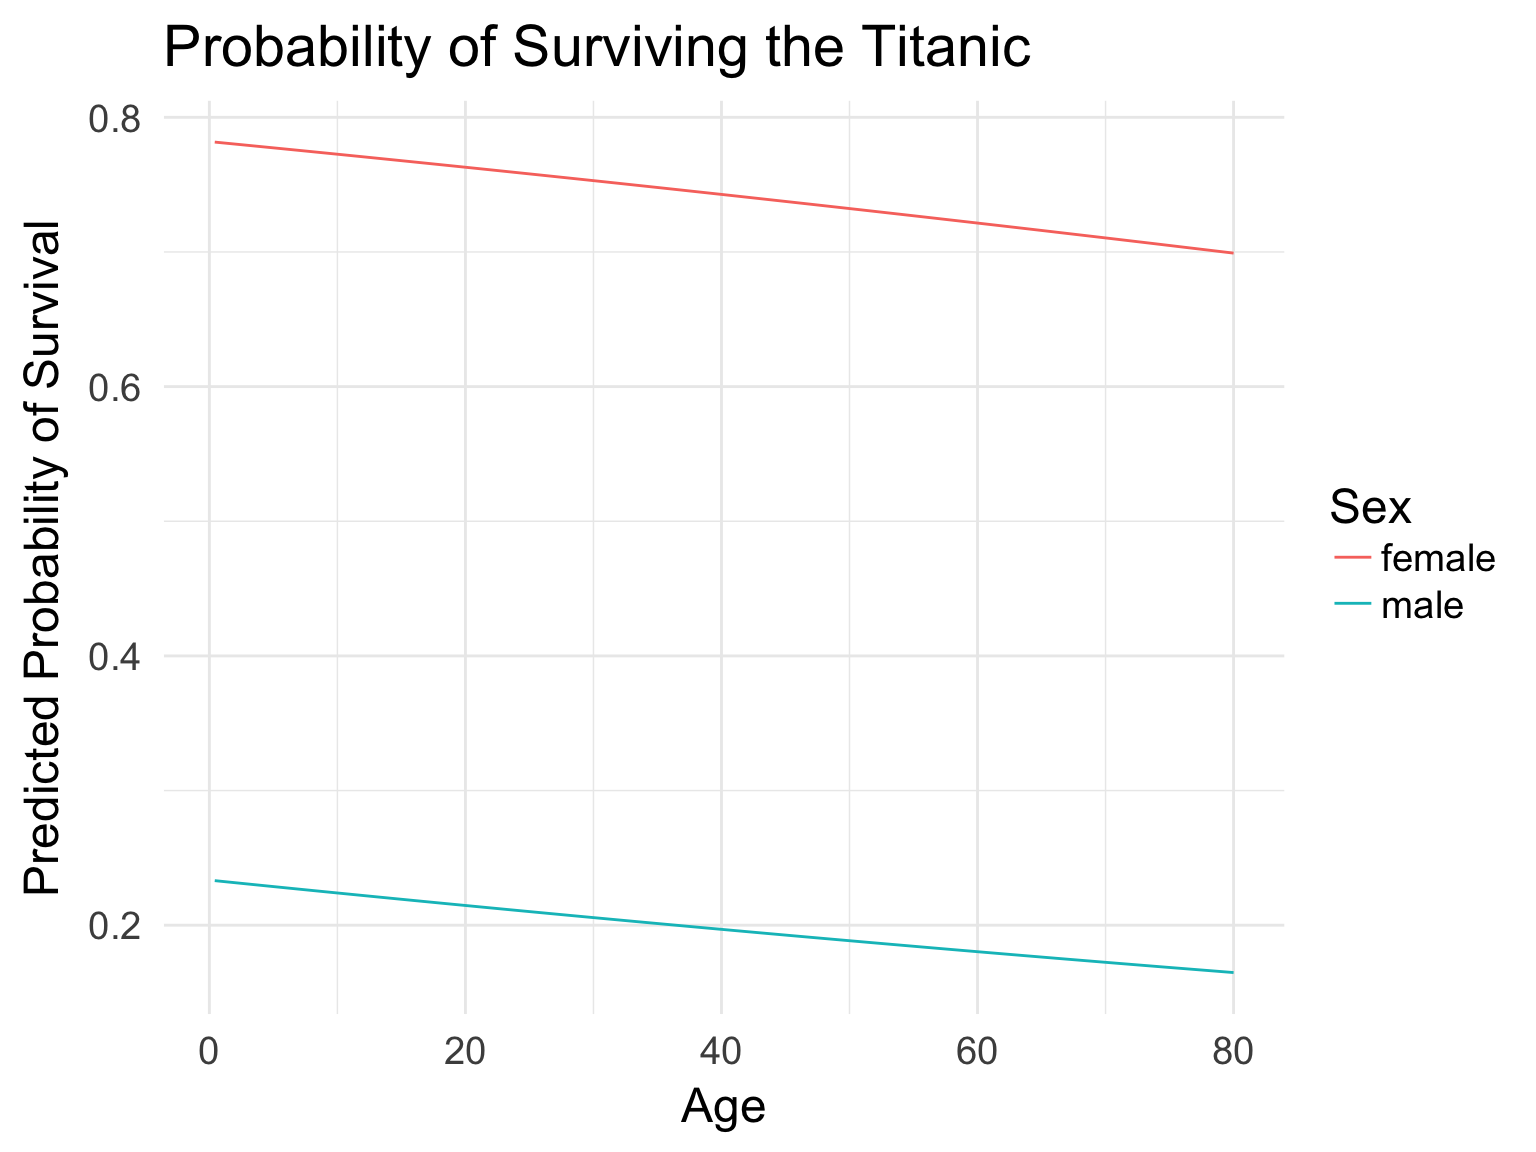 Probability of Surviving the Titanic
Predicted Probability of Survival
0.8
0.6
0.4
0.2
0 20 40 60 80
Age
Sex
female
male